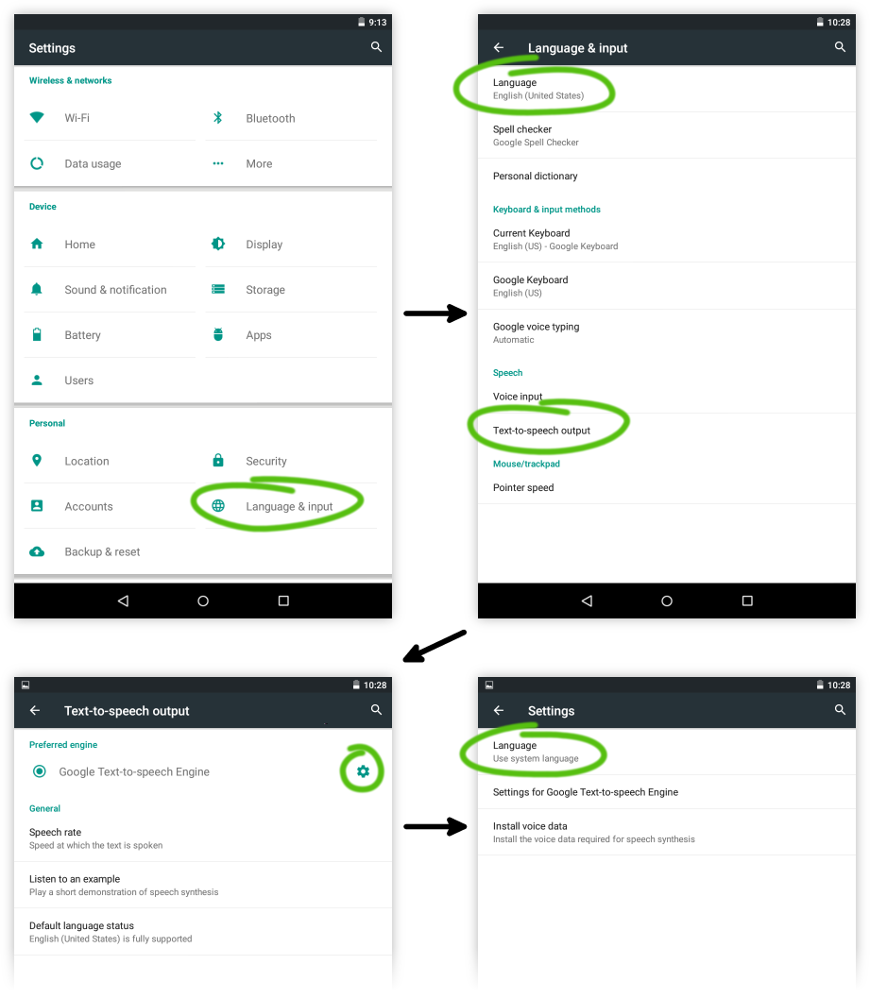 9:13
Settings
Wireless & networks
Wi-Fi
Bluetooth
Data usage
More
Device
Home
Display
Sound & notification
Storage
Battery
Apps
Users
Personal
Location
Security
Accounts
Language & input
Backup & reset
10:28
Language & input
Language
English (United States)
Spell checker
Google Spell Checker
Personal dictionary
Keyboard & input methods
Current Keyboard
English (US) - Google Keyboard
Google Keyboard
English (US)
Google voice typing
Automatic
Speech
Voice input
Text-to-speech output
Mouse/trackpad
Pointer speed
10:28
Text-to-speech output
Preferred engine
Google Text-to-speech Engine
General
Speech rate
Speed at which the text is spoken
Listen to an example
Play a short demonstration of speech synthesis
Default language status
English (United States) is fully supported
10:28
Settings
Language
Use system language
Settings for Google Text-to-speech Engine
Install voice data
Install the voice data required for speech synthesis